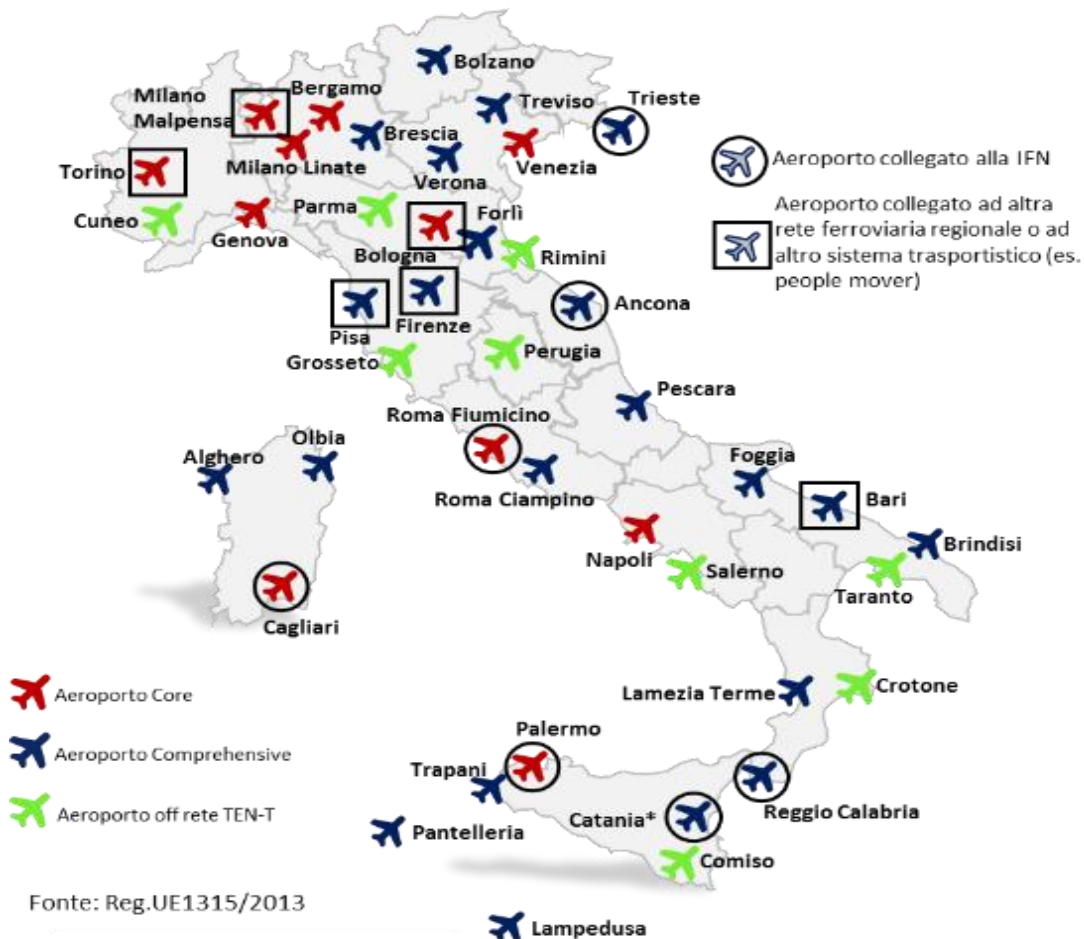 Bolzano
Bergamo
Milano
Malpensa
Treviso
Trieste
Brescia
Milano Linate
Venezia
Verona
Torino
Aeroporto collegato alla IFN
Cuneo
Parma
Forlì
Genova
Bologna
Rimini
Aeroporto collegato ad altra
rete ferroviaria regionale o ad
altro sistema trasportistico (es.
people mover)
Ancona
Pisa
Firenze
Grosseto
Perugia
Pescara
Roma Fiumicino
Olbia
Alghero
Foggia
Roma Ciampino
Bari
Brindisi
Napoli
Salerno
Taranto
Cagliari
Lamezia Terme
Crotone
Aeroporto Core
Palermo
Aeroporto Comprehensive
Trapani
Reggio Calabria
Catania*
Aeroporto off rete TEN-T
Pantelleria
Comiso
Fonte: Reg.UE1315/2013
Lampedusa